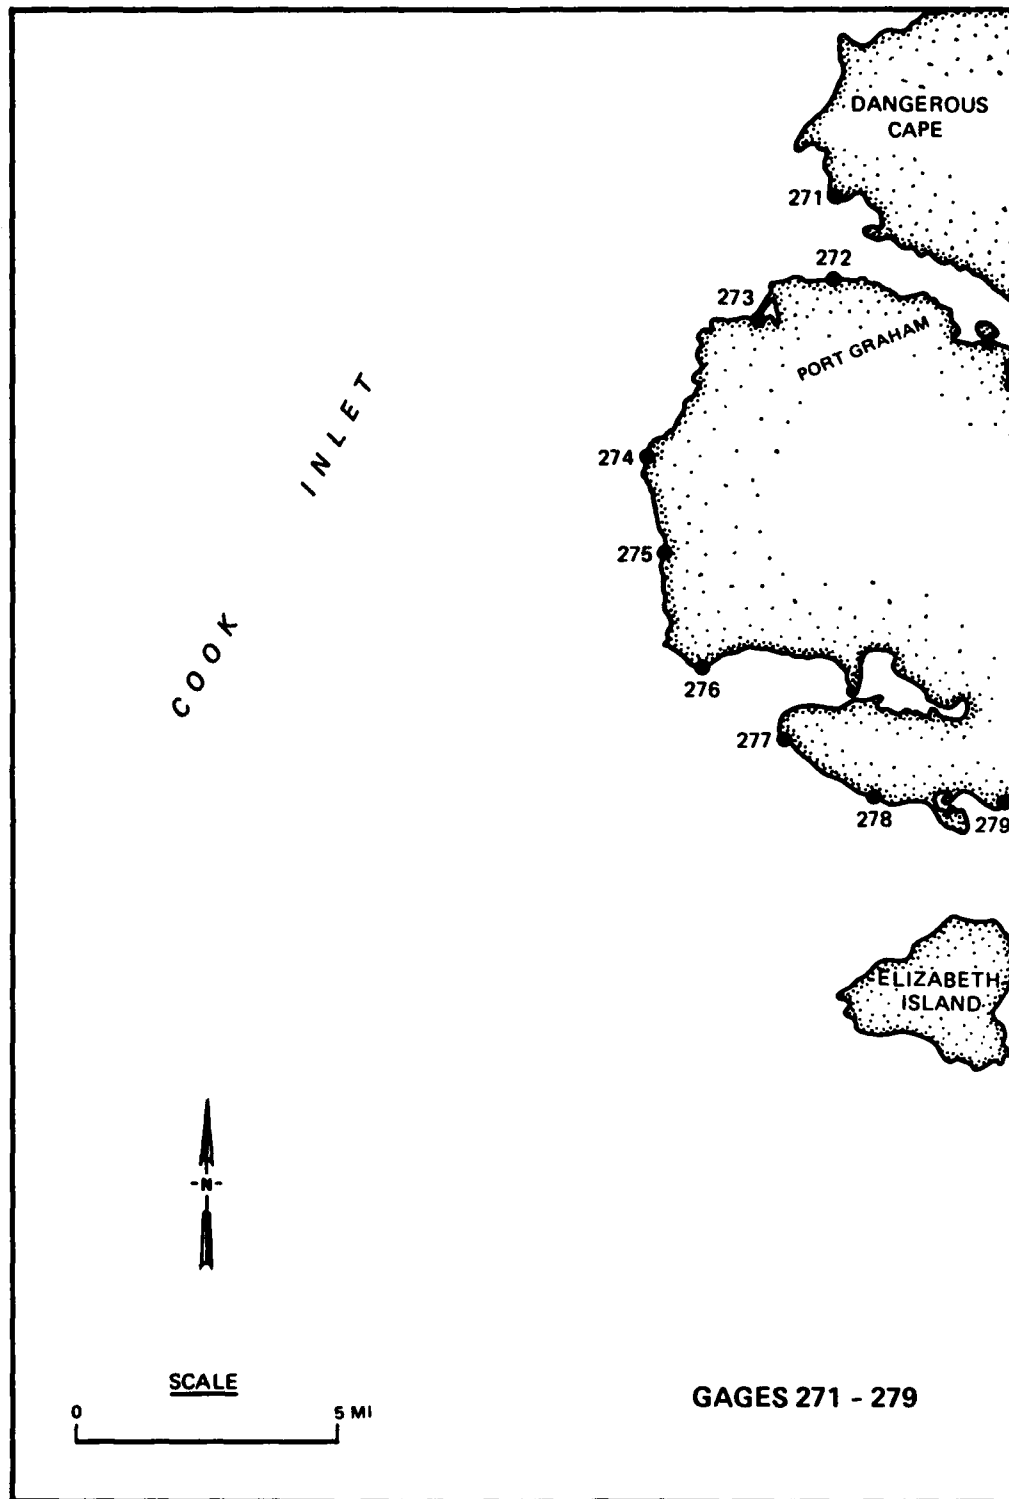 DANGEROUS
CAPE
271
272
273
PORT GRAHAM
INLET
274
275
COOK
276
277
278
279
ELIZABETH
ISLAND
-N-
SCALE
0 5 MI
GAGES 271 - 279